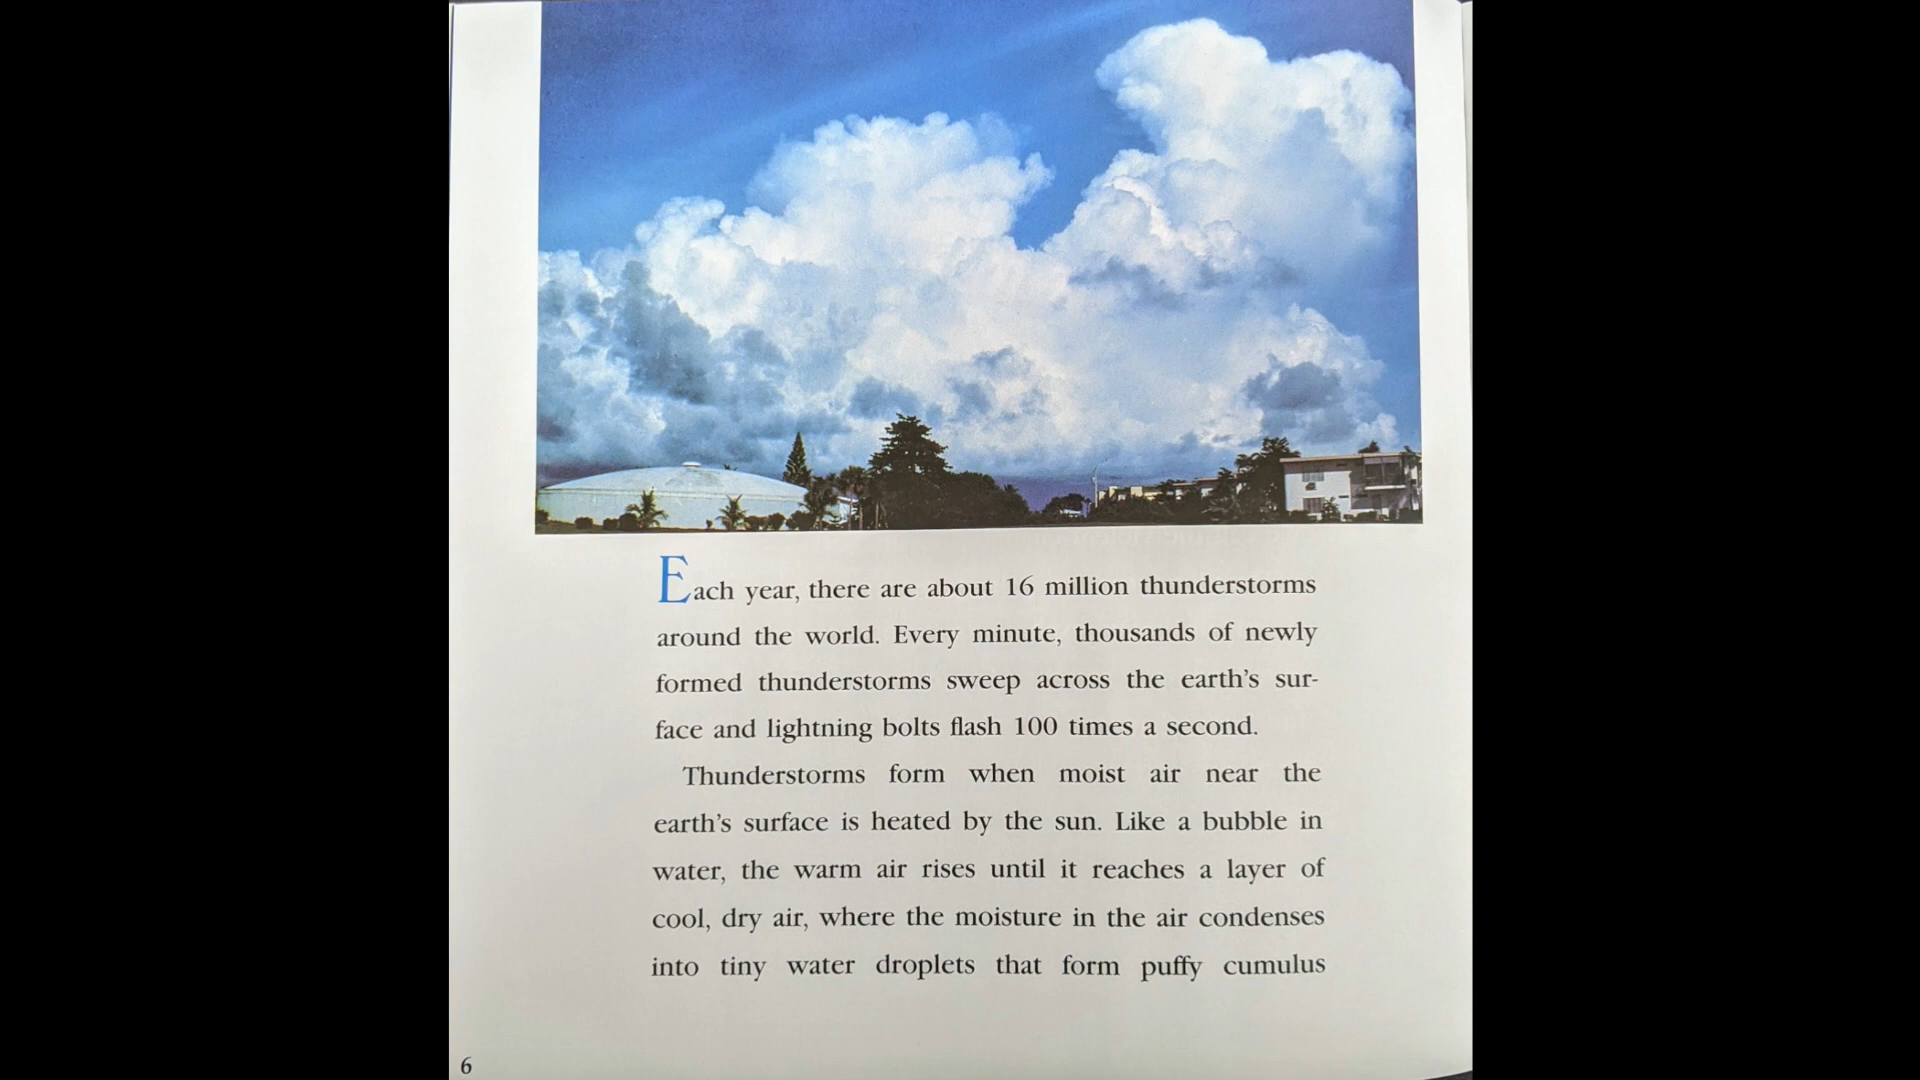 Each year, there are about 16 million thunderstorms
around the world. Every minute, thousands of newly
formed thunderstorms sweep across the earth's sur-
face and lightning bolts flash 100 times a second.
Thunderstorms form when moist air near the
earth's surface is heated by the sun. Like a bubble in
water, the warm air rises until it reaches a layer of
cool, dry air, where the moisture in the air condenses
into tiny water droplets that form puffy cumulus
6